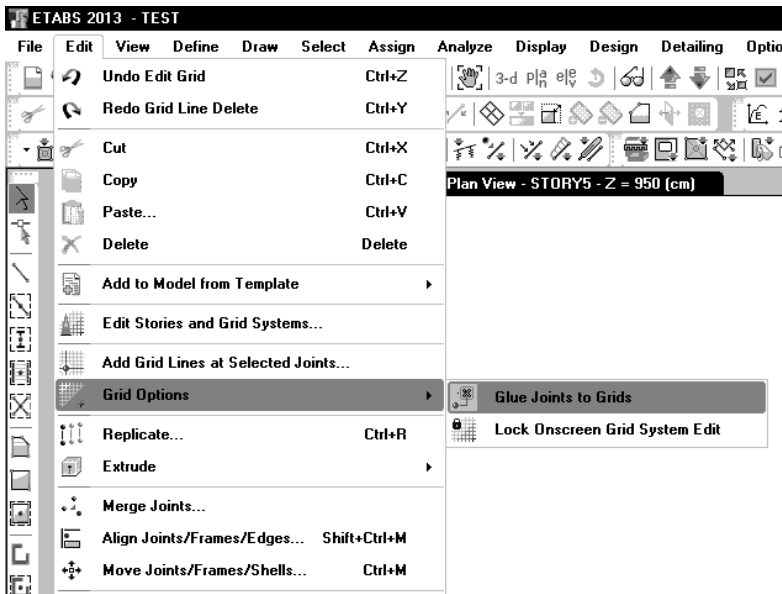 ETABS 2013 - TEST
File Edit View Define Draw Select Assign Analyze Display Design Detailing Optio
Undo Edit Grid Ctrl+Z
3-d
Redo Grid Line Delete Ctrl+Y
Cut Ctrl+X
Copy Ctrl+C
Plan View - STORY5 - Z = 950 (cm)
Paste... Ctrl+V
Delete Delete
Add to Model from Template
Edit Stories and Grid Systems...
Add Grid Lines at Selected Joints...
Grid Options
Glue Joints to Grids
Lock Onscreen Grid System Edit
Replicate... Ctrl+R
Extrude
Merge Joints...
Align Joints/Frames/Edges... Shift+Ctrl+M
Move Joints/Frames/Shells... Ctrl+M